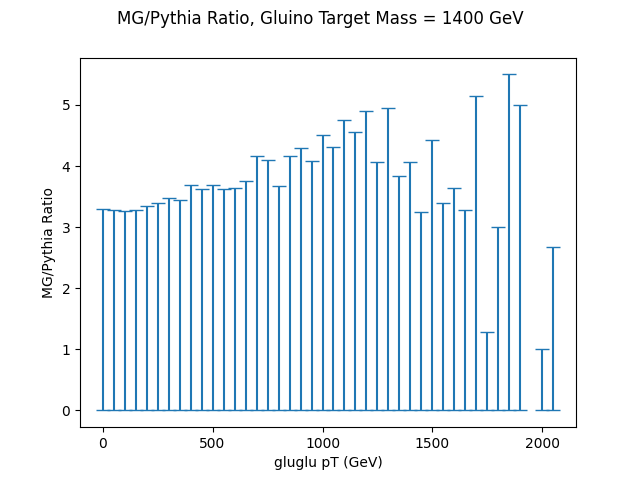 MG/Pythia Ratio, Gluino Target Mass = 1400 GeV
MG/Pythia Ratio
5
4
3
2
1
0
0 500 1000 1500 2000
gluglu pT (GeV)